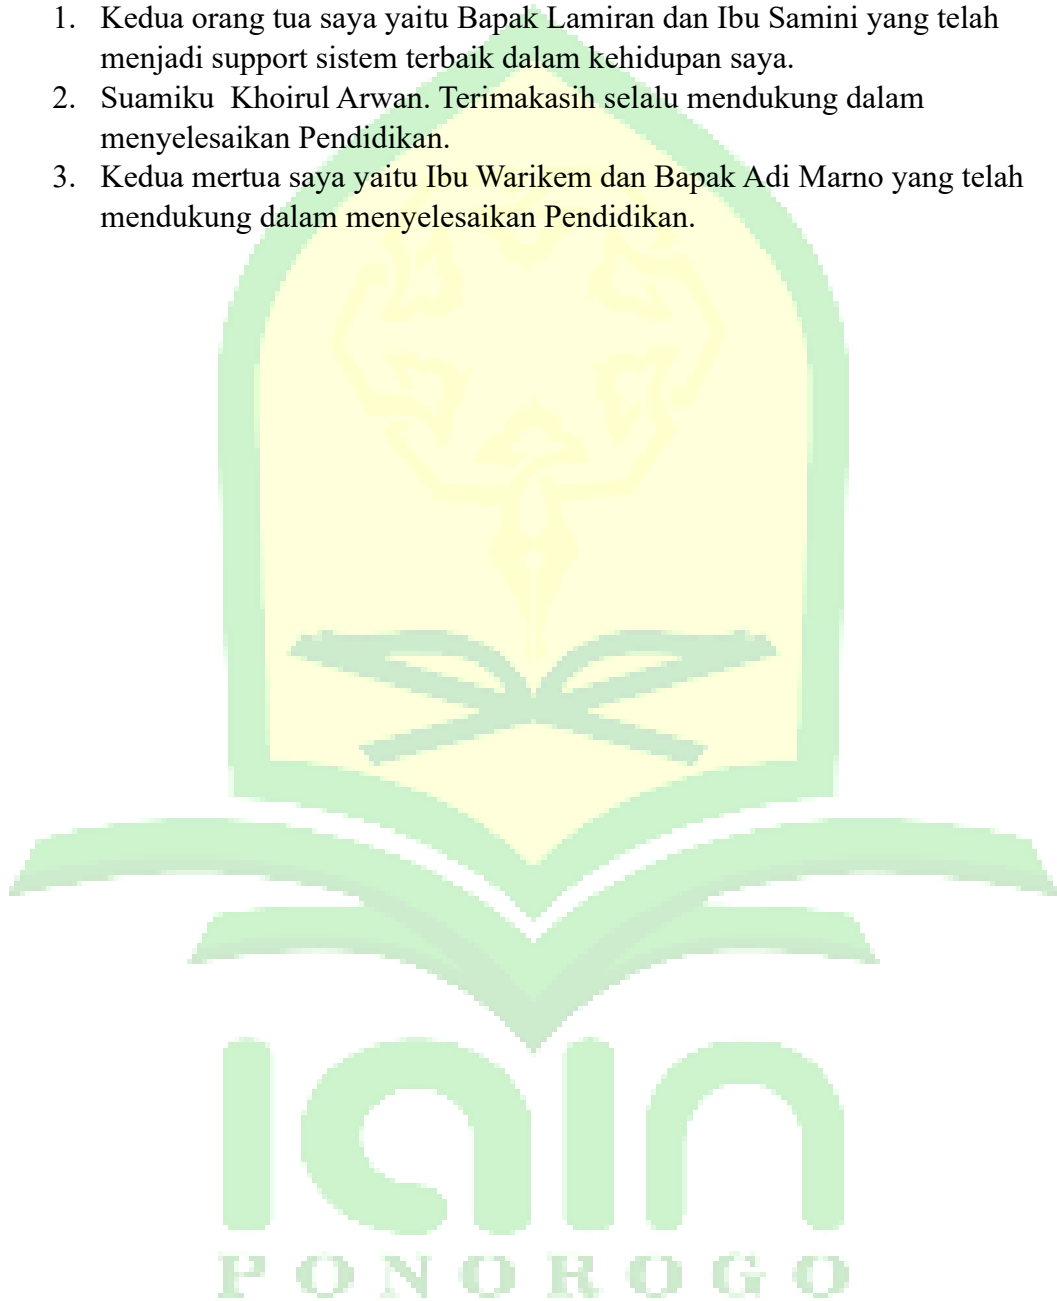 1. Kedua orang tua saya yaitu Bapak Lamiran dan Ibu Samini yang telah
menjadi support sistem terbaik dalam kehidupan saya.
2. Suamiku  Khoirul Arwan. Terimakasih selalu mendukung dalam
menyelesaikan Pendidikan.
3. Kedua mertua saya yaitu Ibu Warikem dan Bapak Adi Marno yang telah
mendukung dalam menyelesaikan Pendidikan.
iain
PONOROGO